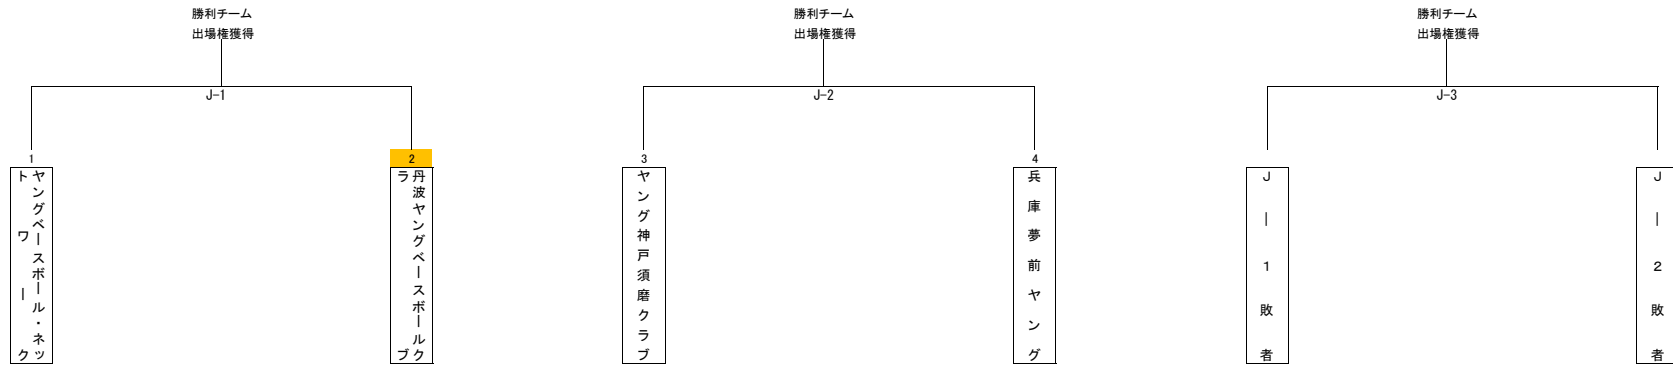 勝利チーム
出場権獲得
J-1
1
ヤングベースボール・ネットワーク
2
丹波ヤングベースボールクラブ
勝利チーム
出場権獲得
J-2
3
ヤング神戸須磨クラブ
4
兵庫夢前ヤング
勝利チーム
出場権獲得
J-3
J-1敗者
J-2敗者